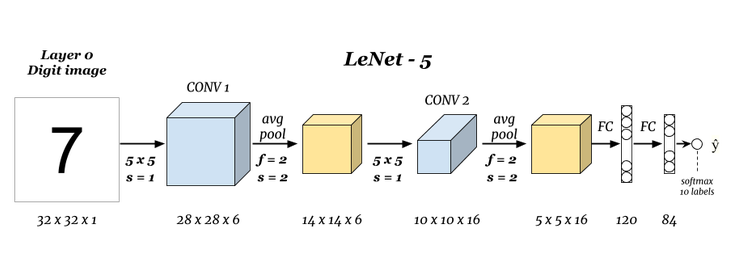 Layer 0
Digit image
LeNet - 5
CONV 1
CONV 2
7
avg
pool
avg
pool
FC
FC
5 x 5
s = 1
f = 2
s = 2
5 x 5
s = 1
f = 2
s = 2
ŷ
softmax
10 labels
32 x 32 x 1
28 x 28 x 6
14 x 14 x 6
10 x 10 x 16
5 x 5 x 16
120
84